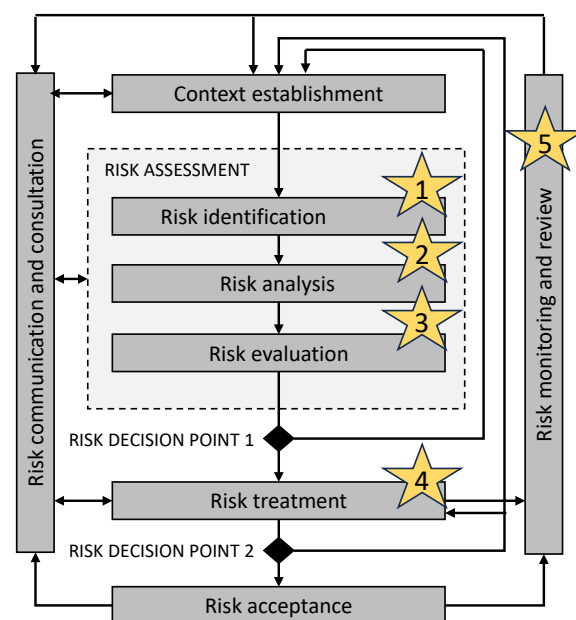 Context establishment
RISK ASSESSMENT
1
Risk identification
2
Risk analysis
3
Risk evaluation
RISK DECISION POINT 1
4
Risk treatment
RISK DECISION POINT 2
Risk acceptance
Risk communication and consultation
5
Risk monitoring and review